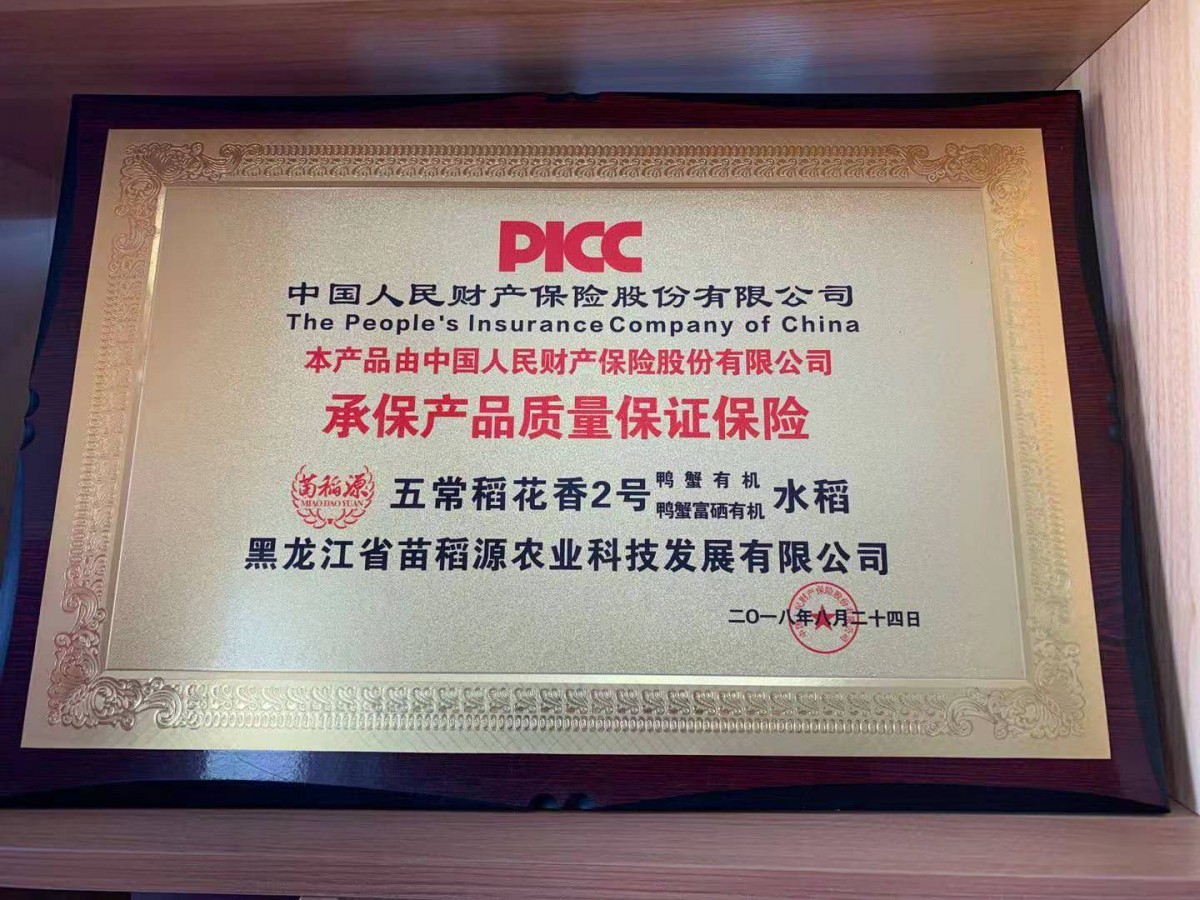 PICC
中国人民财产保险股份有限公司
The People's Insurance Company of China
本产品由中国人民财产保险股份有限公司
承保产品质量保证保险
苗稻源
MIAO DAO YUAN
五常稻花香2号 鸭蟹有机 水稻
鸭蟹富硒有机
黑龙江省苗稻源农业科技发展有限公司
二〇一八年八月二十四日